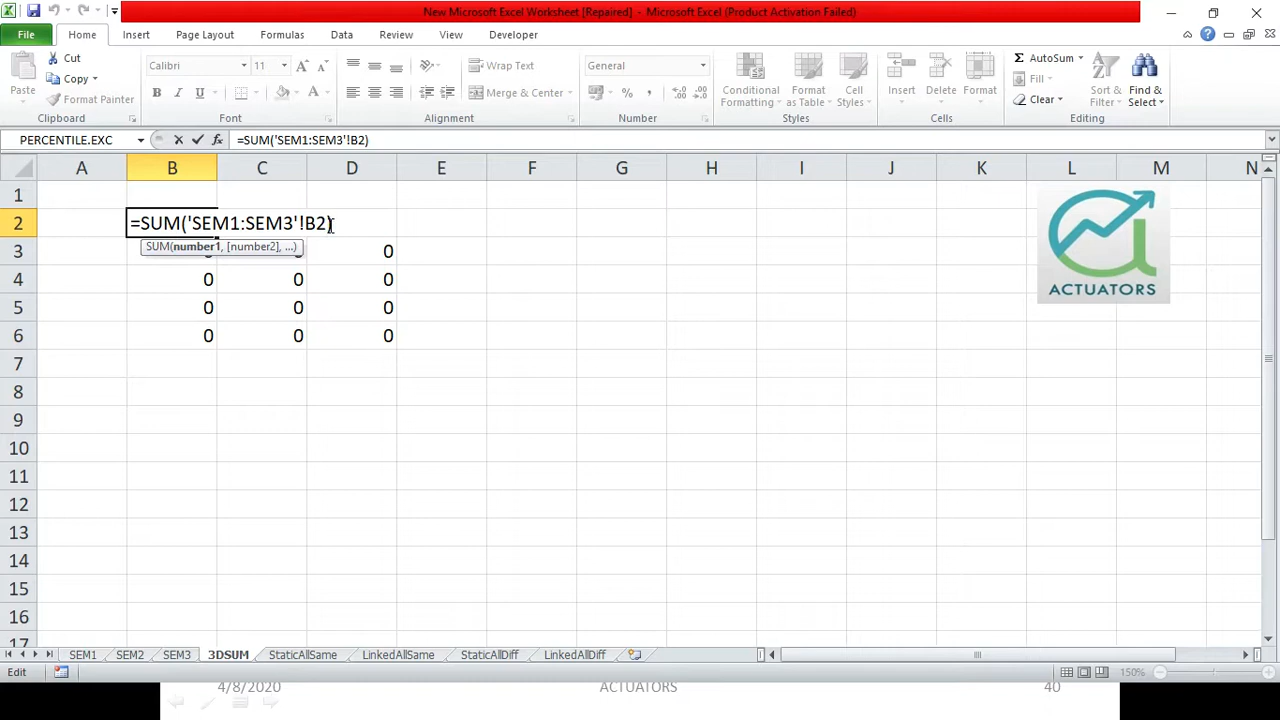 New Microsoft Excel Worksheet [Repaired] - Microsoft Excel (Product Activation Failed)
File Home Insert Page Layout Formulas Data Review View Developer
Paste
Cut
Copy
Format Painter
Clipboard
Calibri 11
B I U
Font
Wrap Text
Merge & Center
Alignment
General
%
Number
Conditional Formatting
Format as Table
Cell Styles
Styles
Insert
Delete
Format
Cells
AutoSum
Fill
Clear
Sort & Filter
Find & Select
Editing
PERCENTILE.EXC fx =SUM('SEM1:SEM3'!B2)
A B C D E F G H I J K L M N
1
2 =SUM('SEM1:SEM3'!B2)
SUM(number1, [number2], ...)
3 0
4 0 0 0
5 0 0 0
6 0 0 0
7
8
9
10
11
12
13
14
15
16
17
ACTUATORS
SEM1 SEM2 SEM3 3DSUM StaticAllSame LinkedAllSame StaticAllDiff LinkedAllDiff
Edit 150%
4/8/2020 ACTUATORS 40